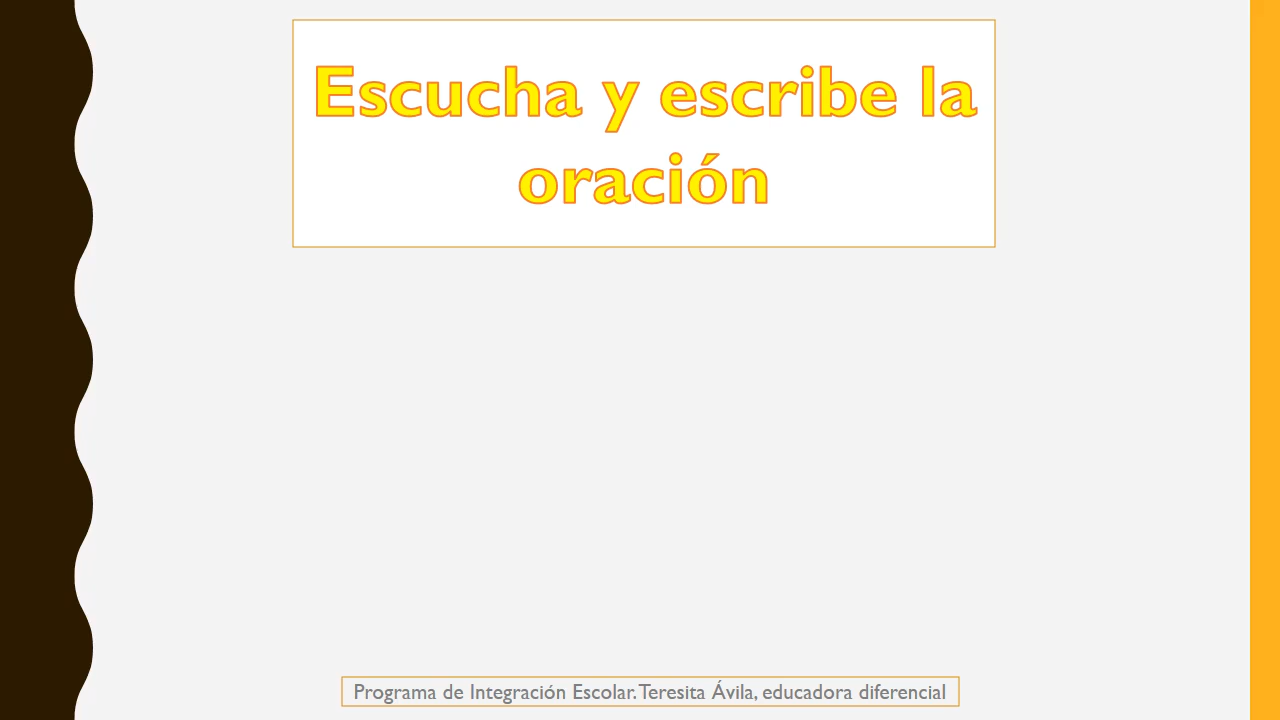 Escucha y escribe la
oración
Programa de Integración Escolar. Teresita Ávila, educadora diferencial